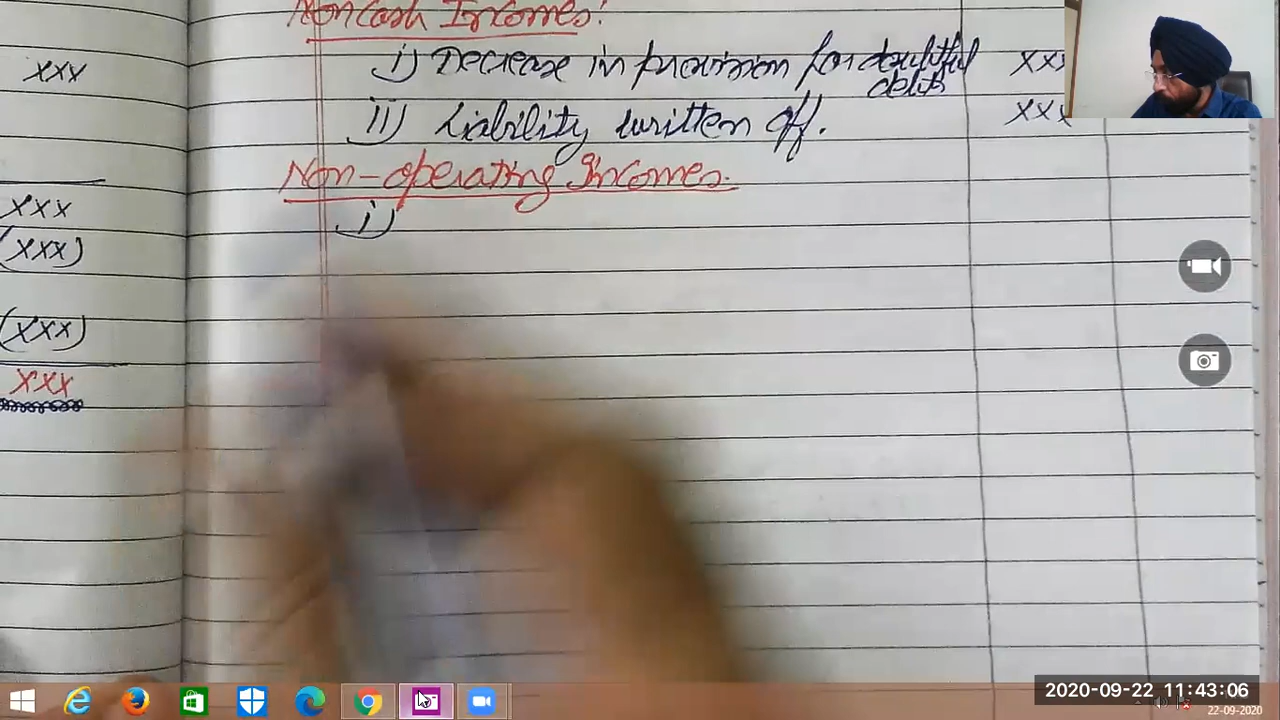 Non Cash Incomes:
xxx
i) Decrease in provision for doubtful xxx
debts
ii) Liability written off. xxx
Non-operating Incomes.
xxx
i)
(xxx)
(xxx)
xxx
2020-09-22 11:43:06
22-09-2020